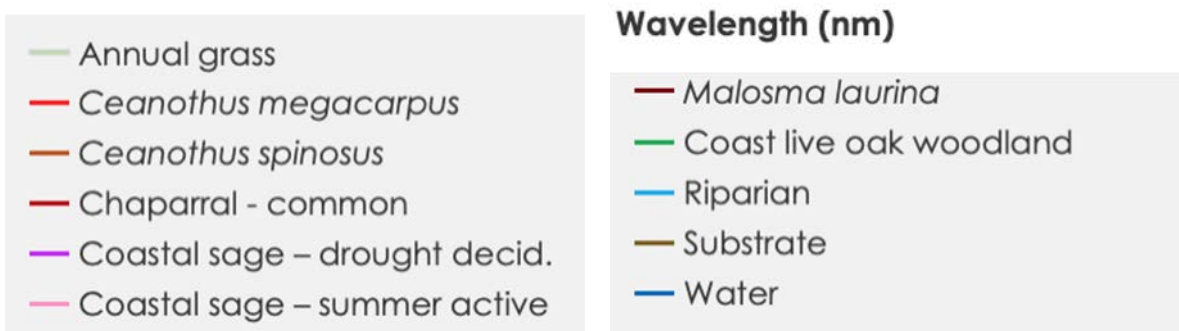 Annual grass
Ceanothus megacarpus
Ceanothus spinosus
Chaparral - common
Coastal sage – drought decid.
Coastal sage – summer active
Wavelength (nm)
Malosma laurina
Coast live oak woodland
Riparian
Substrate
Water